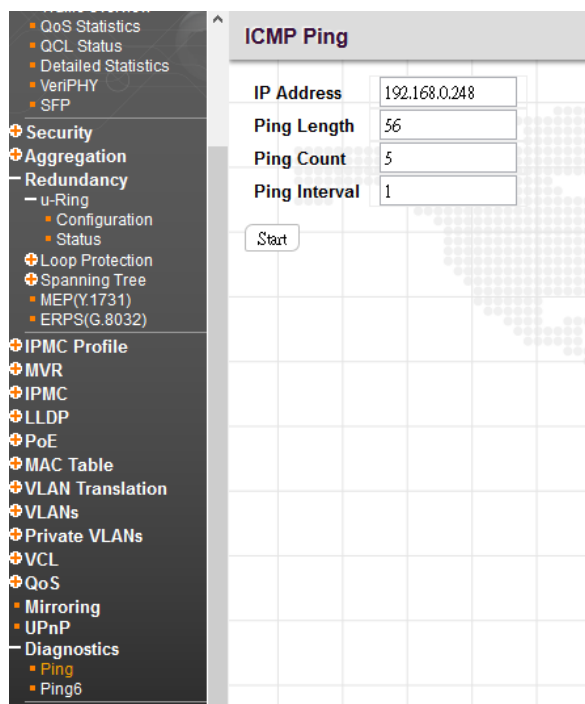 QoS Statistics
QCL Status
Detailed Statistics
VeriPHY
SFP
Security
Aggregation
Redundancy
u-Ring
Configuration
Status
Loop Protection
Spanning Tree
MEP(Y.1731)
ERPS(G.8032)
IPMC Profile
MVR
IPMC
LLDP
PoE
MAC Table
VLAN Translation
VLANs
Private VLANs
VCL
QoS
Mirroring
UPnP
Diagnostics
Ping
Ping6
ICMP Ping
IP Address 192.168.0.248
Ping Length 56
Ping Count 5
Ping Interval 1
Start